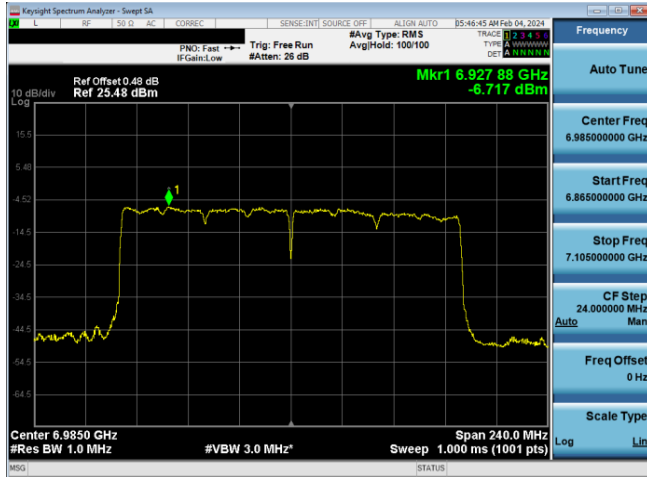 Keysight Spectrum Analyzer - Swept SA
L RF 50 Ω AC CORREC SENSE:INT SOURCE OFF ALIGN AUTO 05:46:45 AM Feb 04, 2024
PNO: Fast
IFGain:Low
Trig: Free Run
#Atten: 26 dB
#Avg Type: RMS
Avg|Hold: 100/100
TRACE 1 2 3 4 5 6
TYPE A WWWWW
DET A N N N N N
Mkr1 6.927 88 GHz
-6.717 dBm
Ref Offset 0.48 dB
10 dB/div Ref 25.48 dBm
Log
15.5
5.48
-4.52
-14.5
-24.5
-34.5
-44.5
-54.5
-64.5
1
Center 6.9850 GHz Span 240.0 MHz
#Res BW 1.0 MHz #VBW 3.0 MHz* Sweep 1.000 ms (1001 pts)
MSG STATUS
Frequency
Auto Tune
Center Freq
6.985000000 GHz
Start Freq
6.865000000 GHz
Stop Freq
7.105000000 GHz
CF Step
24.000000 MHz
Auto Man
Freq Offset
0 Hz
Scale Type
Log Lin